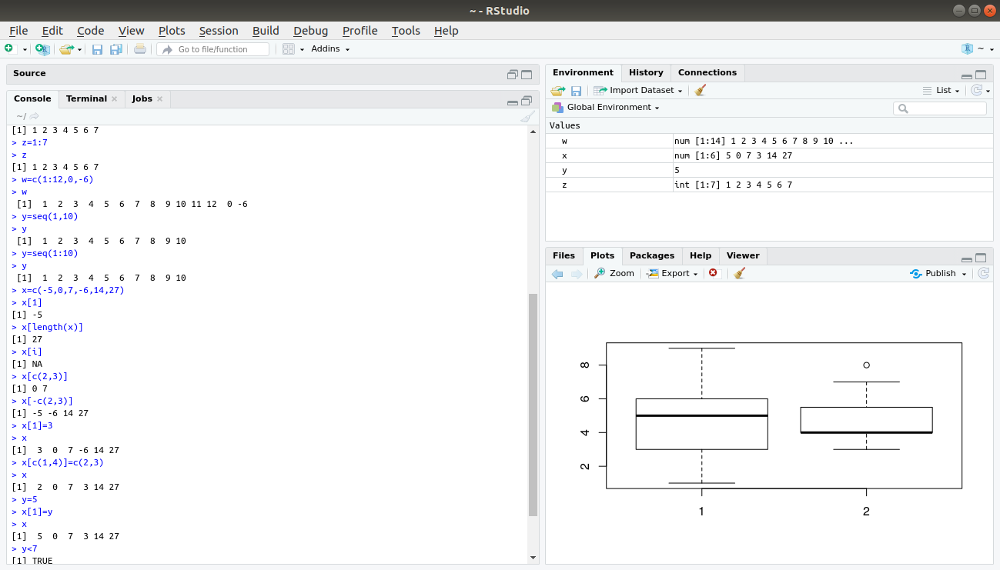 ~ - RStudio
File Edit Code View Plots Session Build Debug Profile Tools Help
Go to file/function Addins R ~
Source
Console Terminal Jobs
~/
[1] 1 2 3 4 5 6 7
> z=1:7
> z
[1] 1 2 3 4 5 6 7
> w=c(1:12,0,-6)
> w
[1]  1  2  3  4  5  6  7  8  9 10 11 12  0 -6
> y=seq(1,10)
> y
[1]  1  2  3  4  5  6  7  8  9 10
> y=seq(1:10)
> y
[1]  1  2  3  4  5  6  7  8  9 10
> x=c(-5,0,7,-6,14,27)
> x[1]
[1] -5
> x[length(x)]
[1] 27
> x[i]
[1] NA
> x[c(2,3)]
[1] 0 7
> x[-c(2,3)]
[1] -5 -6 14 27
> x[1]=3
> x
[1]  3  0  7 -6 14 27
> x[c(1,4)]=c(2,3)
> x
[1]  2  0  7  3 14 27
> y=5
> x[1]=y
> x
[1]  5  0  7  3 14 27
> y<7
[1] TRUE
Environment History Connections
Import Dataset List
Global Environment
Values
w num [1:14] 1 2 3 4 5 6 7 8 9 10 ...
x num [1:6] 5 0 7 3 14 27
y 5
z int [1:7] 1 2 3 4 5 6 7
Files Plots Packages Help Viewer
Zoom Export Publish
8
6
4
2
1 2